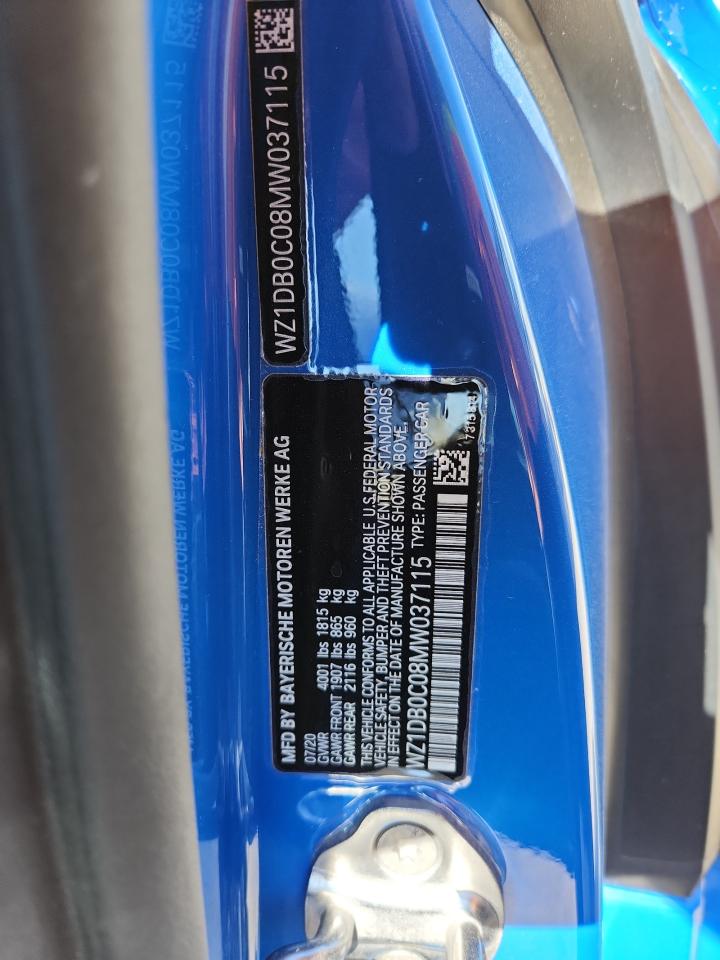 WZ1DB0C08MW037115
MFD BY BAYERISCHE MOTOREN WERKE AG
07/20
GVWR 4001 lbs 1815 kg
GAWR FRONT 1907 lbs 865 kg
GAWR REAR 2116 lbs 960 kg
THIS VEHICLE CONFORMS TO ALL APPLICABLE U.S.FEDERAL MOTOR-
VEHICLE SAFETY, BUMPER AND THEFT PREVENTION STANDARDS
IN EFFECT ON THE DATE OF MANUFACTURE SHOWN ABOVE.
WZ1DB0C08MW037115 TYPE: PASSENGER CAR